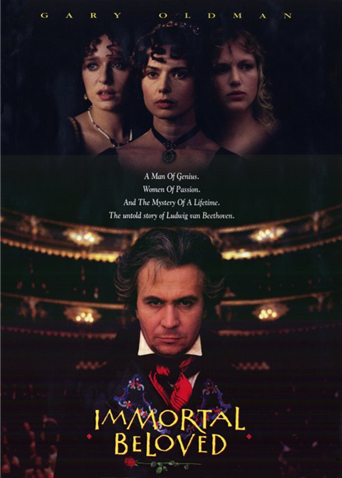 GARY OLDMAN
A Man Of Genius.
Women Of Passion.
And The Mystery Of A Lifetime.
The untold story of Ludwig van Beethoven.
IMMORTAL
BELOVED